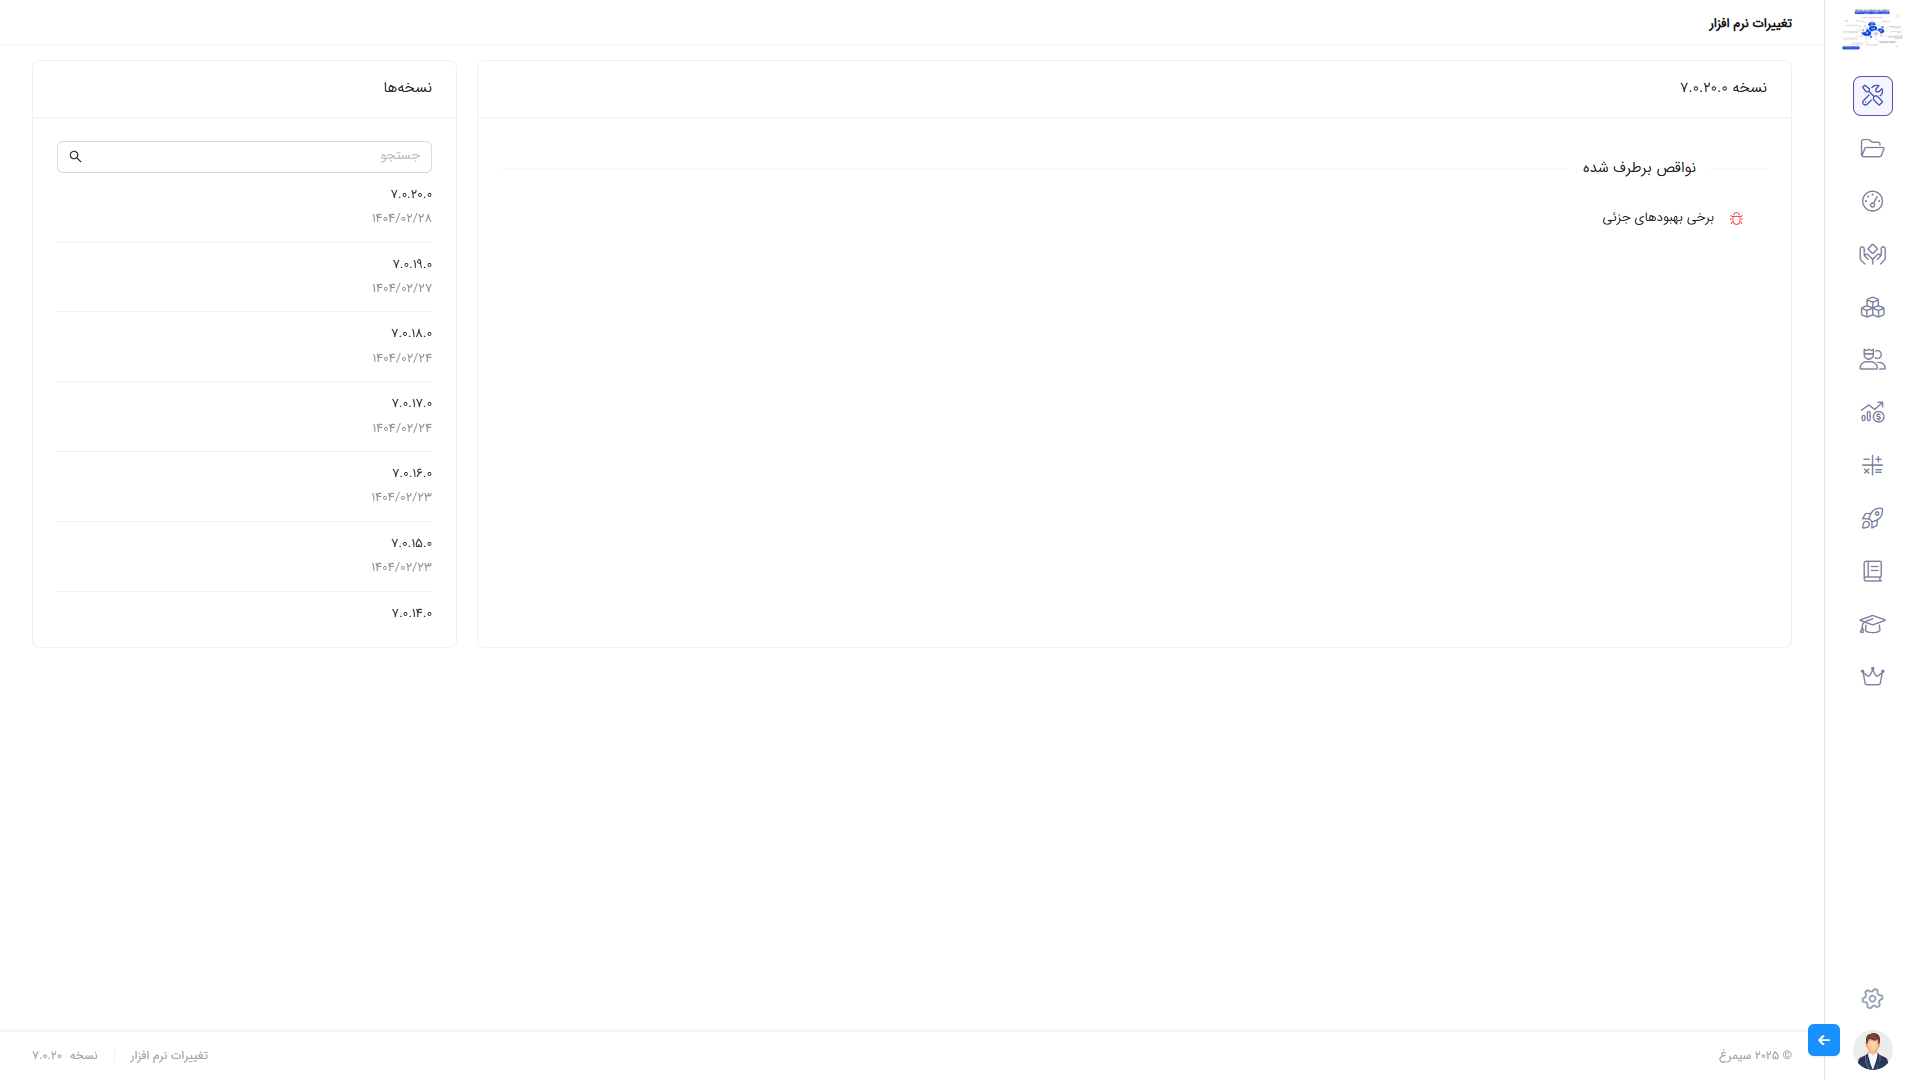 تغییرات نرم افزار
نسخه ۷.۰.۲۰.۰
نواقص برطرف شده
برخی بهبودهای جزئی
نسخه‌ها
جستجو
۷.۰.۲۰.۰
۱۴۰۴/۰۲/۲۸
۷.۰.۱۹.۰
۱۴۰۴/۰۲/۲۷
۷.۰.۱۸.۰
۱۴۰۴/۰۲/۲۴
۷.۰.۱۷.۰
۱۴۰۴/۰۲/۲۴
۷.۰.۱۶.۰
۱۴۰۴/۰۲/۲۳
۷.۰.۱۵.۰
۱۴۰۴/۰۲/۲۳
۷.۰.۱۴.۰
© ۲۰۲۵ سیمرغ
تغییرات نرم افزار
نسخه ۷.۰.۲۰